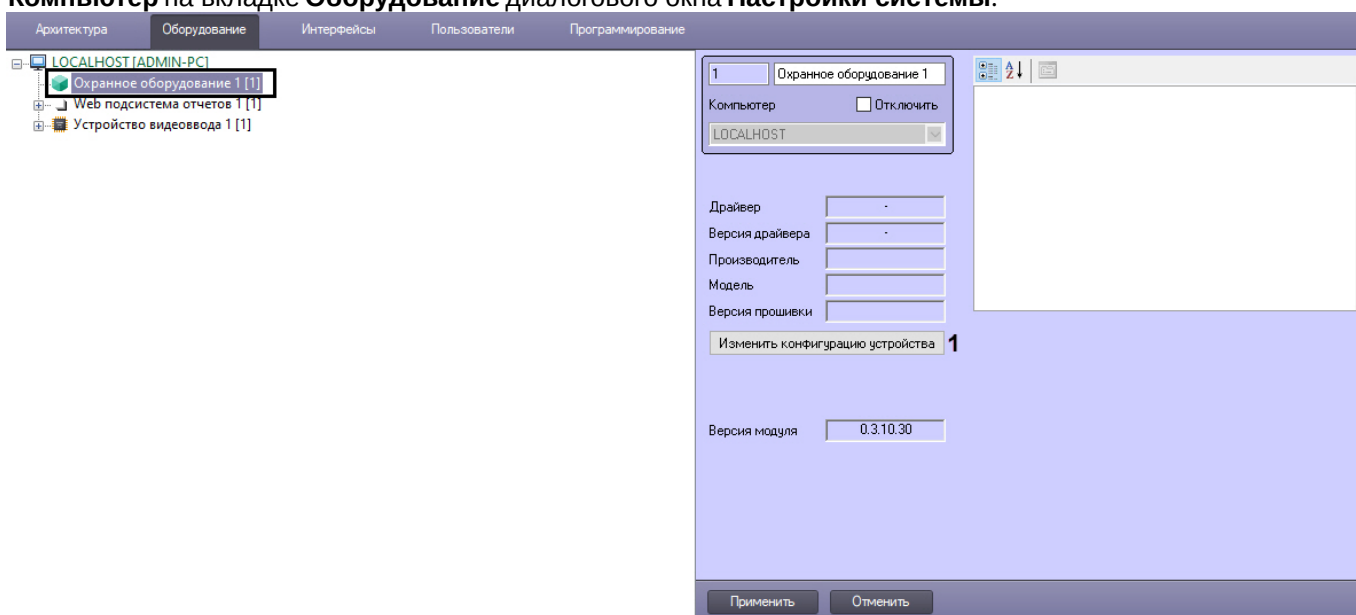 Компьютер на вкладке Оборудование диалогового окна Настройки системы.
Архитектура Оборудование Интерфейсы Пользователи Программирование
LOCALHOST [ADMIN-PC]
Охранное оборудование 1 [1]
Web подсистема отчетов 1 [1]
Устройство видеоввода 1 [1]
1 Охранное оборудование 1
Компьютер Отключить
LOCALHOST
Драйвер -
Версия драйвера -
Производитель
Модель
Версия прошивки
Изменить конфигурацию устройства 1
Версия модуля 0.3.10.30
Применить Отменить